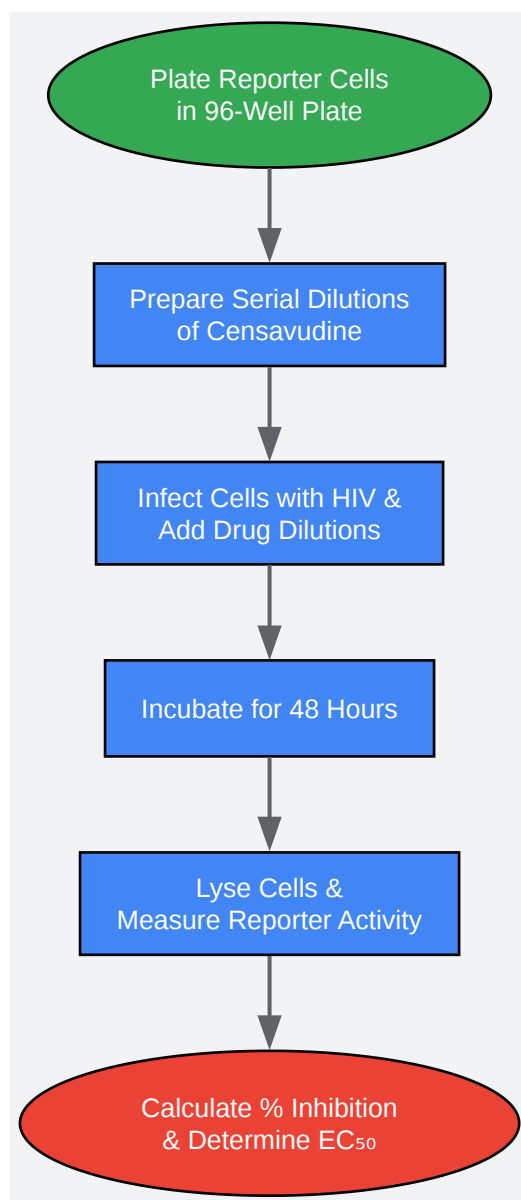 Plate Reporter Cells
in 96-Well Plate
Prepare Serial Dilutions
of Censavudine
Infect Cells with HIV &
Add Drug Dilutions
Incubate for 48 Hours
Lyse Cells &
Measure Reporter Activity
Calculate % Inhibition
& Determine EC₅₀